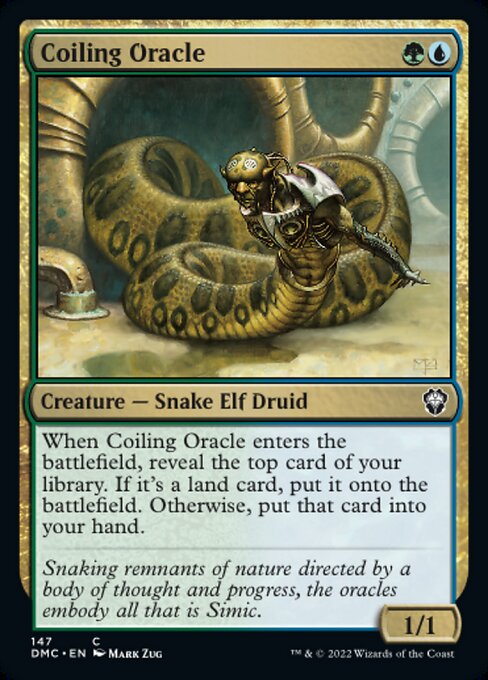 Coiling Oracle
Creature — Snake Elf Druid
When Coiling Oracle enters the
battlefield, reveal the top card of your
library. If it's a land card, put it onto the
battlefield. Otherwise, put that card into
your hand.
Snaking remnants of nature directed by a
body of thought and progress, the oracles
embody all that is Simic.
1/1
147 C
DMC • EN Mark Zug
™ & © 2022 Wizards of the Coast